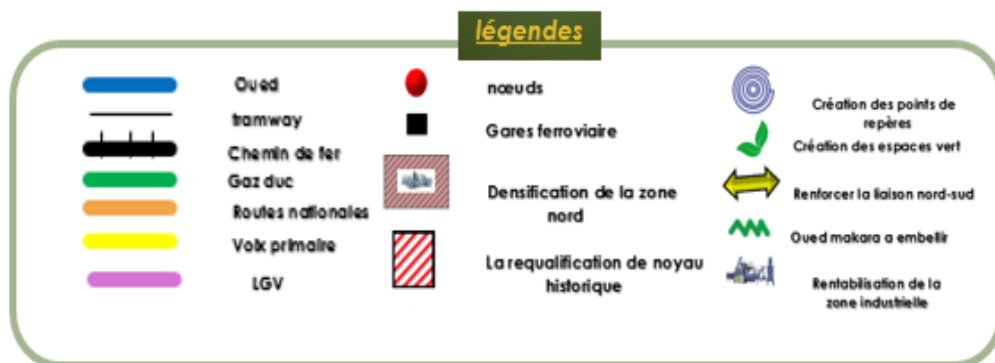 légendes
Oued
tramway
Chemin de fer
Gaz duc
Routes nationales
Voix primaire
LGV
nœuds
Gares ferroviaire
Densification de la zone
nord
La requalification de noyau
historique
Création des points de
repères
Création des espaces vert
Renforcer la liaison nord-sud
Oued makara a embellir
Rentabilisation de la
zone industrielle